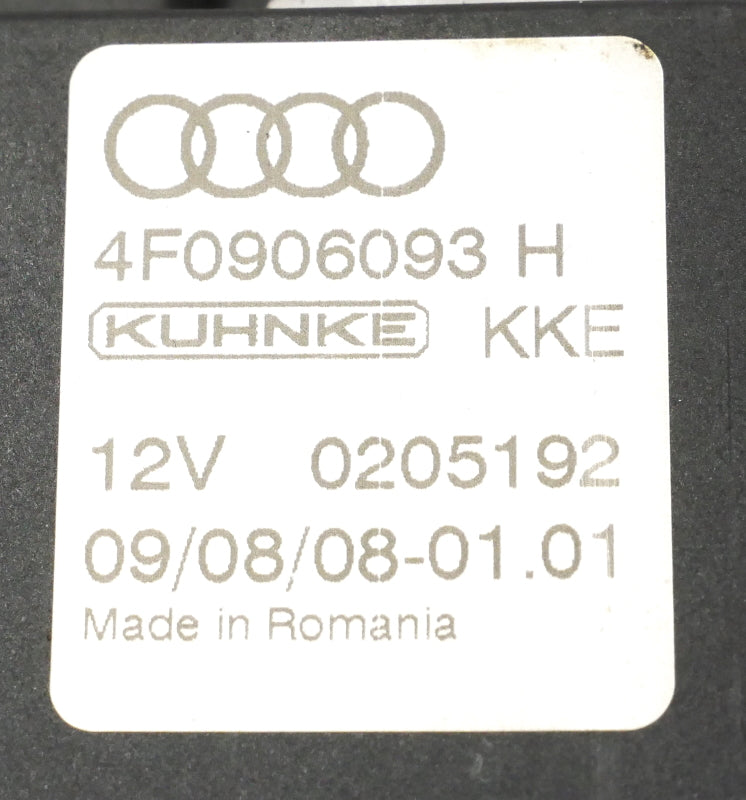 4F0906093 H
KUHNKE KKE
12V 0205192
09/08/08-01.01
Made in Romania